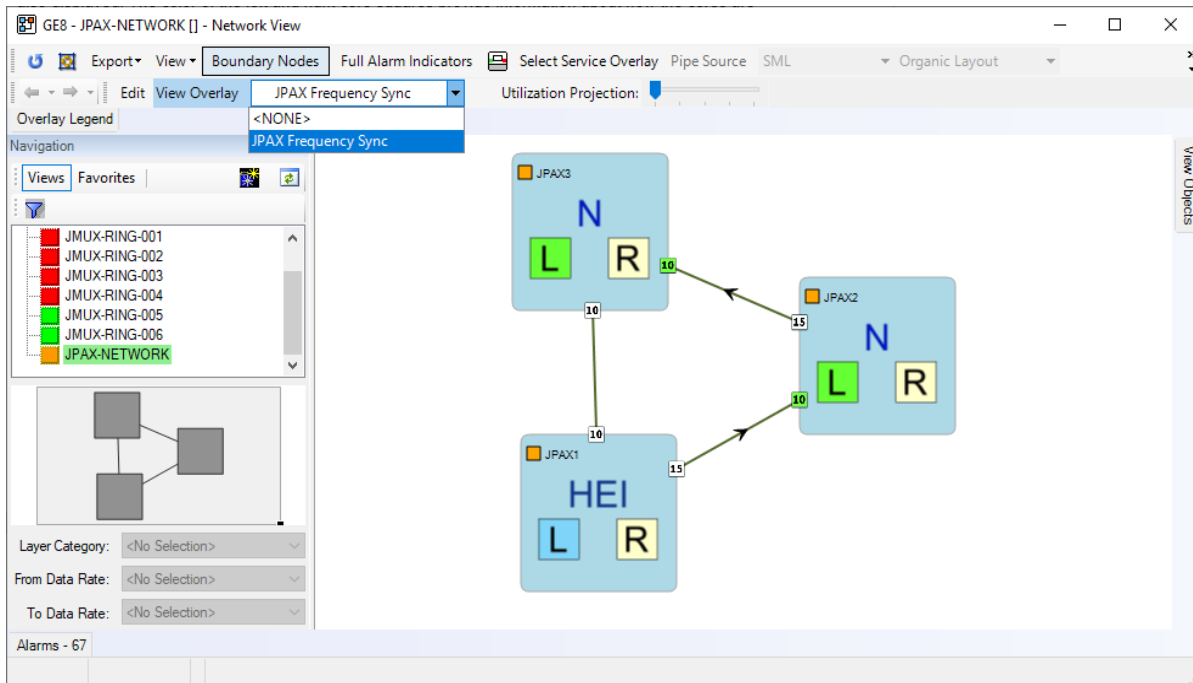 GE8 - JPAX-NETWORK [] - Network View
Export View Boundary Nodes Full Alarm Indicators Select Service Overlay Pipe Source SML Organic Layout
Edit View Overlay JPAX Frequency Sync Utilization Projection:
Overlay Legend
<NONE>
JPAX Frequency Sync
Navigation
Views Favorites
JMUX-RING-001
JMUX-RING-002
JMUX-RING-003
JMUX-RING-004
JMUX-RING-005
JMUX-RING-006
JPAX-NETWORK
Layer Category: <No Selection>
From Data Rate: <No Selection>
To Data Rate: <No Selection>
Alarms - 67
JPAX3
N
L R
10
10
JPAX2
15
N
L R
10
10
JPAX1
15
HEI
L R
View Objects